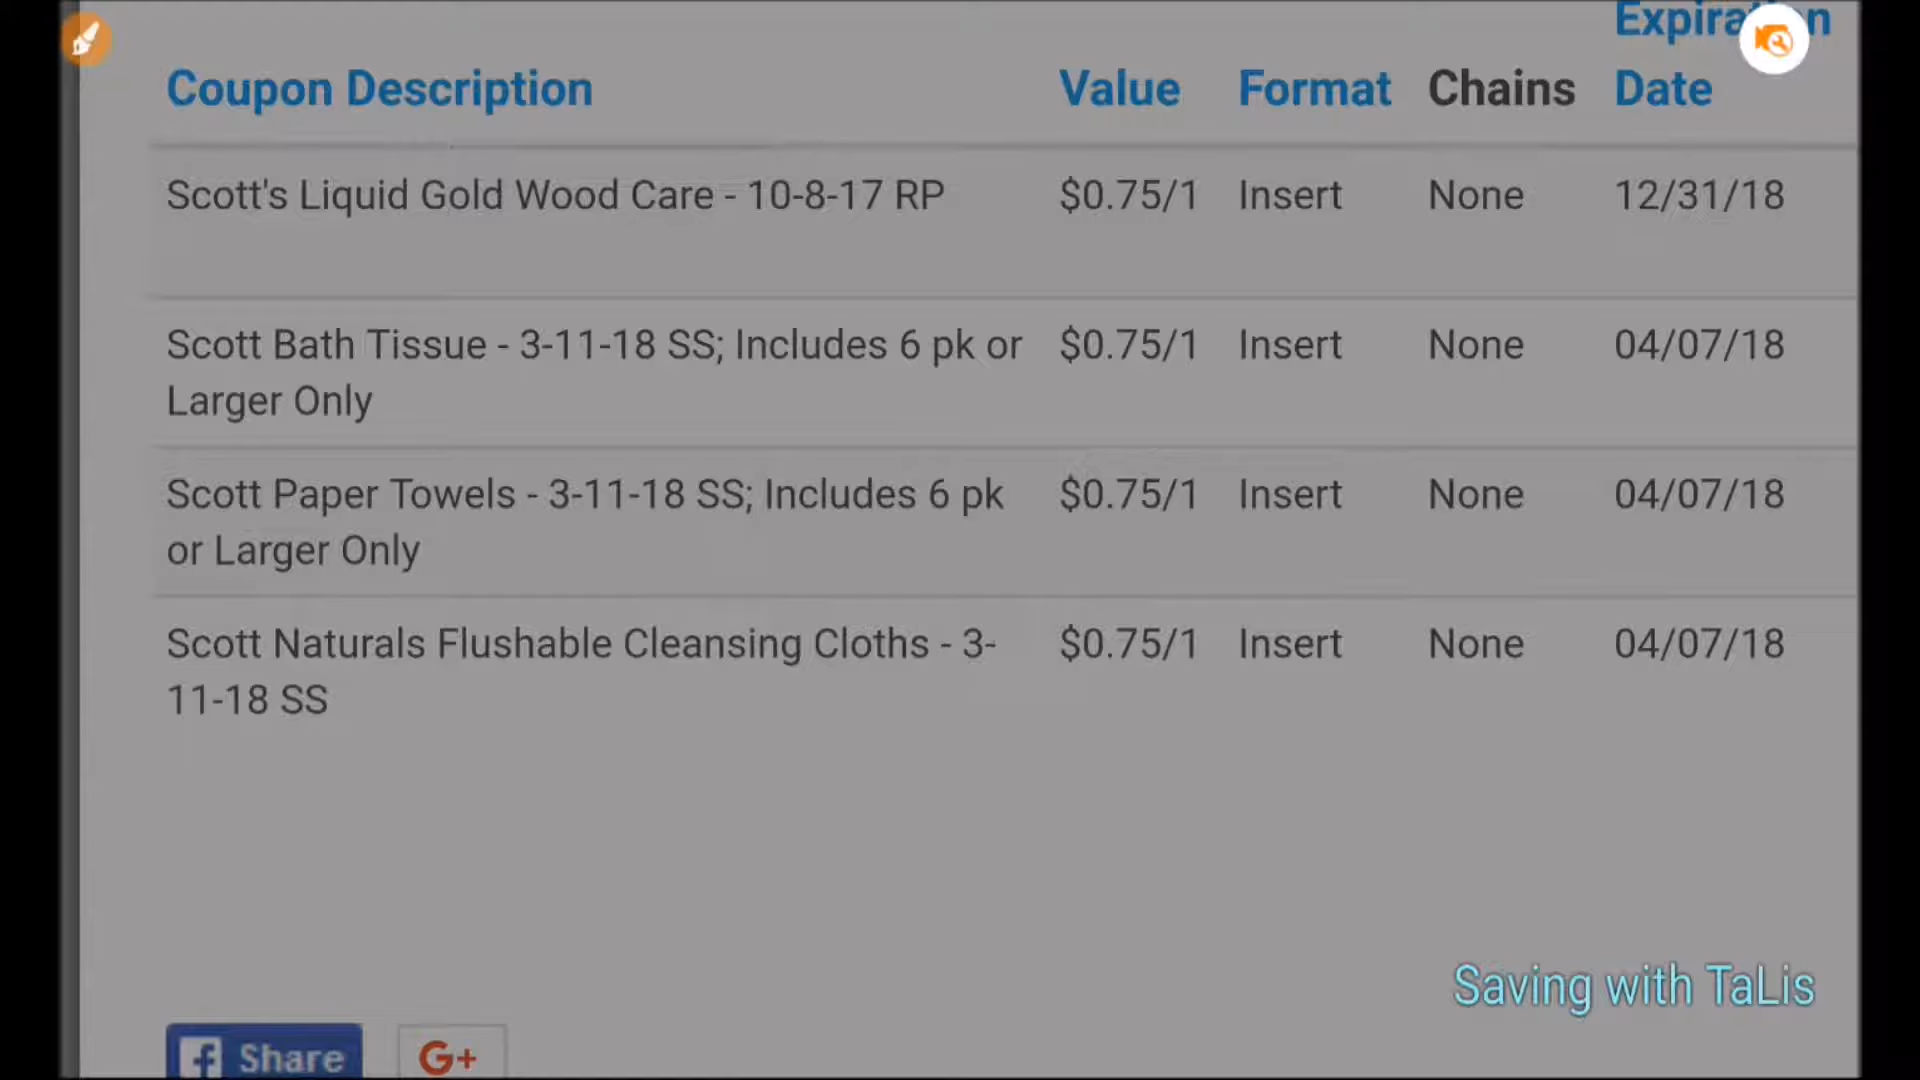 Coupon Description Value Format Chains Expiration Date
Scott's Liquid Gold Wood Care - 10-8-17 RP $0.75/1 Insert None 12/31/18
Scott Bath Tissue - 3-11-18 SS; Includes 6 pk or $0.75/1 Insert None 04/07/18
Larger Only
Scott Paper Towels - 3-11-18 SS; Includes 6 pk $0.75/1 Insert None 04/07/18
or Larger Only
Scott Naturals Flushable Cleansing Cloths - 3- $0.75/1 Insert None 04/07/18
11-18 SS
Saving with TaLis
Share G+